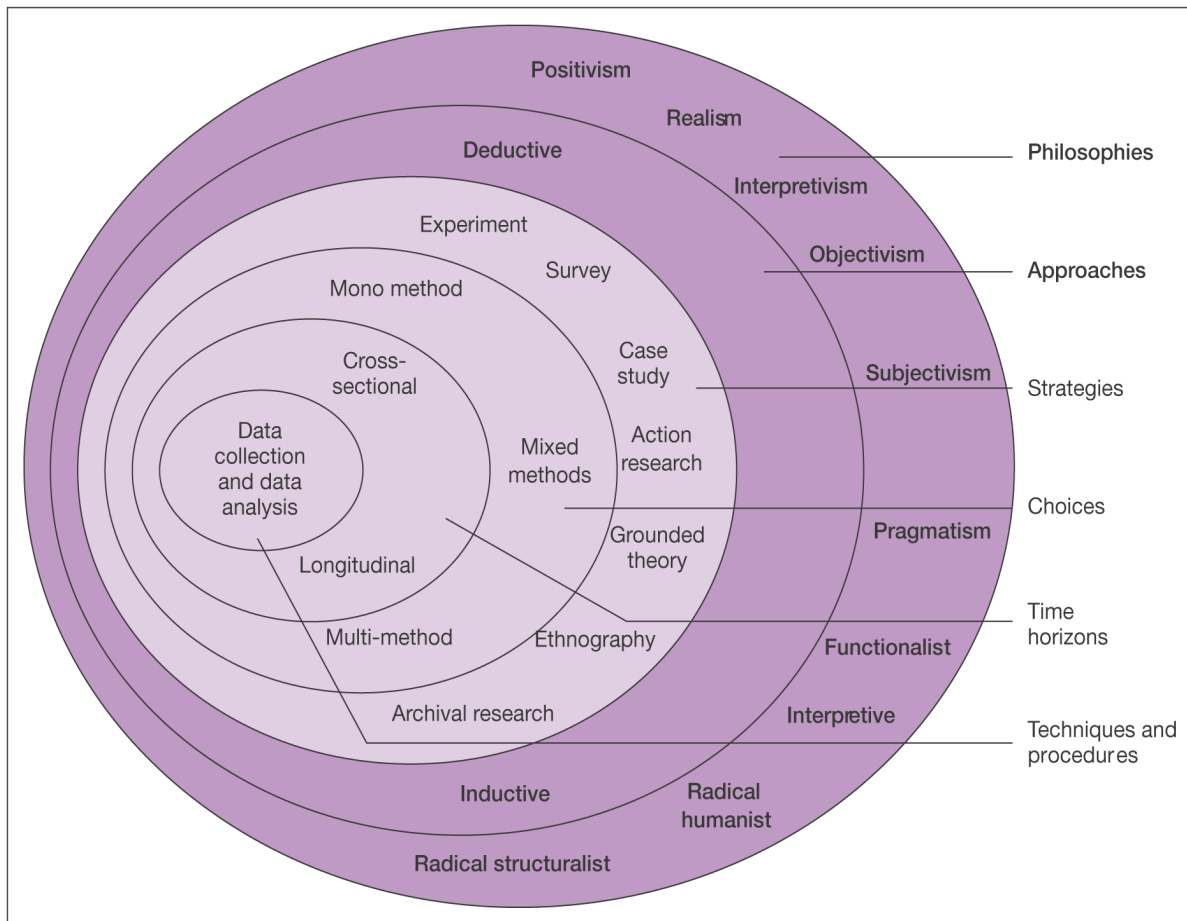 Positivism
Realism
Philosophies
Deductive
Interpretivism
Experiment
Objectivism
Survey
Approaches
Mono method
Cross-
sectional
Case
study
Subjectivism
Strategies
Data
collection
and data
analysis
Mixed
methods
Action
research
Choices
Grounded
theory
Pragmatism
Longitudinal
Time
horizons
Multi-method
Ethnography
Functionalist
Archival research
Interpretive
Techniques and
procedures
Inductive
Radical
humanist
Radical structuralist